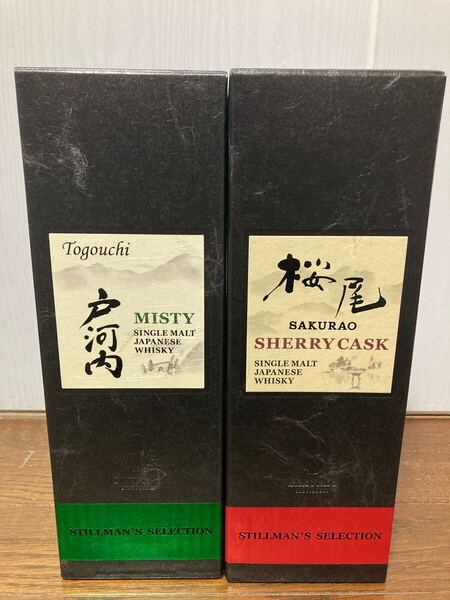 Togouchi
戸河内
MISTY
SINGLE MALT
JAPANESE
WHISKY
STILLMAN'S SELECTION
桜尾
SAKURAO
SHERRY CASK
SINGLE MALT
JAPANESE
WHISKY
STILLMAN'S SELECTION